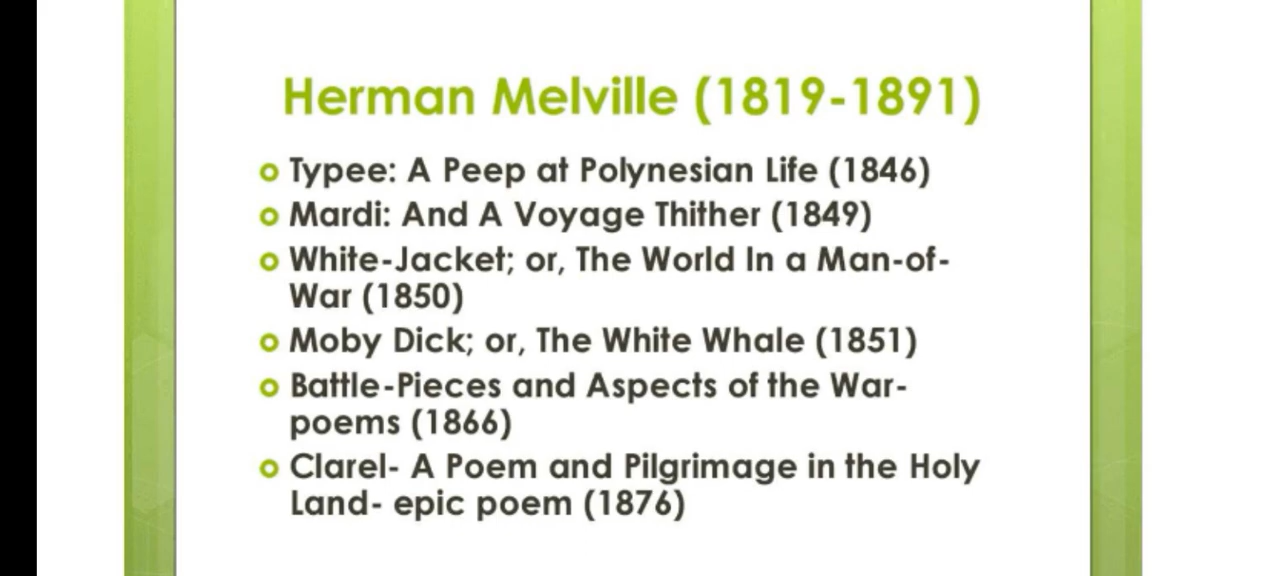 Herman Melville (1819-1891)
Typee: A Peep at Polynesian Life (1846)
Mardi: And A Voyage Thither (1849)
White-Jacket; or, The World In a Man-of-
War (1850)
Moby Dick; or, The White Whale (1851)
Battle-Pieces and Aspects of the War-
poems (1866)
Clarel- A Poem and Pilgrimage in the Holy
Land- epic poem (1876)